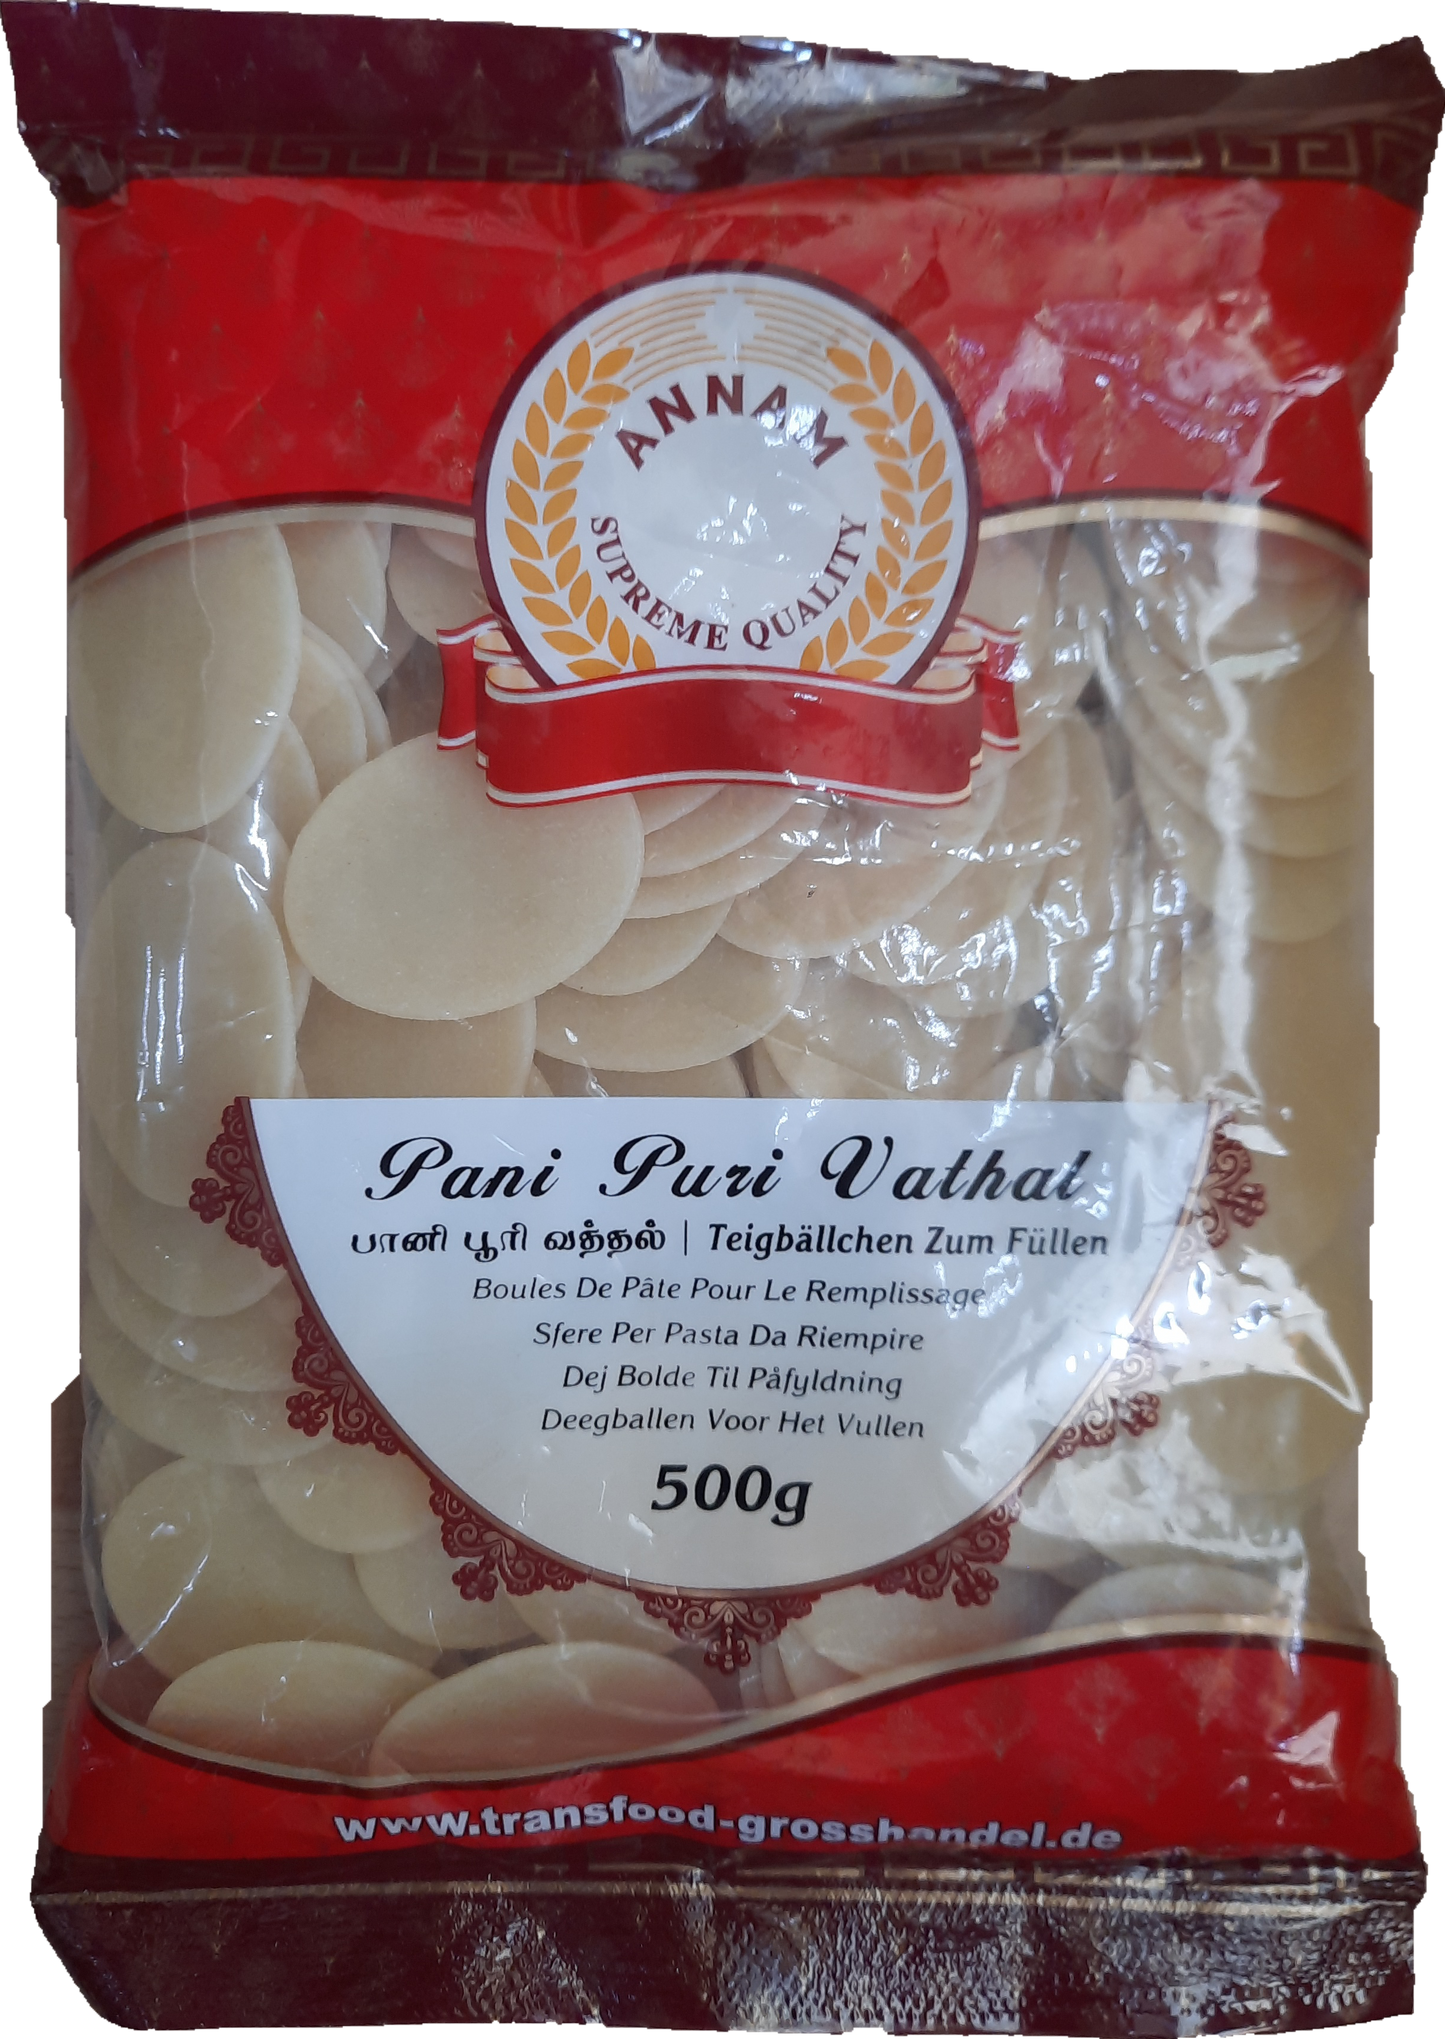 ANNAM
SUPREME QUALITY
Pani Puri Vathal
பானி பூரி வத்தல் | Teigbällchen Zum Füllen
Boules De Pâte Pour Le Remplissage
Sfere Per Pasta Da Riempire
Dej Bolde Til Påfyldning
Deegballen Voor Het Vullen
500g
www.transfood-grosshandel.de